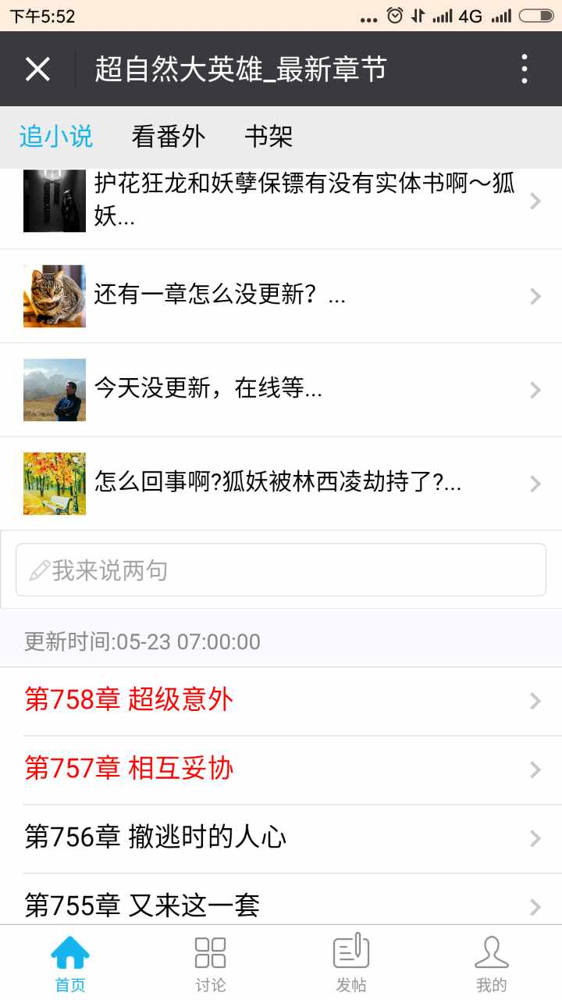 下午5:52
... 4G
超自然大英雄_最新章节
追小说 看番外 书架
护花狂龙和妖孽保镖有没有实体书啊～狐
妖...
还有一章怎么没更新？...
今天没更新，在线等...
怎么回事啊?狐妖被林西凌劫持了?...
我来说两句
更新时间:05-23 07:00:00
第758章 超级意外
第757章 相互妥协
第756章 撤逃时的人心
第755章 又来这一套
首页 讨论 发帖 我的